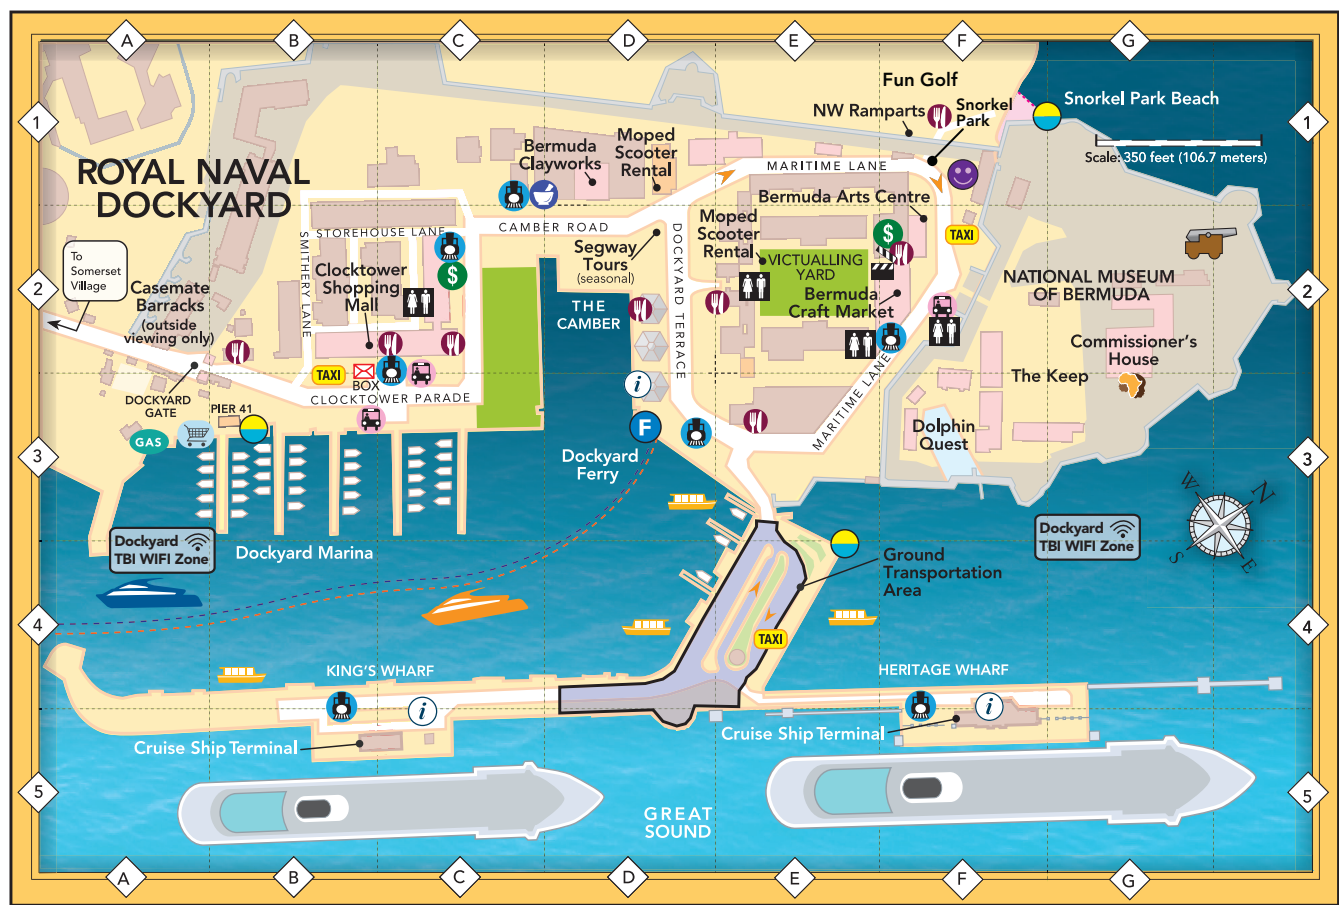 A
B
C
D
E
F
G
1
1
Fun Golf
NW Ramparts
Snorkel
Park
Snorkel Park Beach
Scale: 350 feet (106.7 meters)
ROYAL NAVAL
DOCKYARD
Bermuda
Clayworks
Moped
Scooter
Rental
MARITIME LANE
Bermuda Arts Centre
STOREHOUSE LANE
CAMBER ROAD
SMITHERY LANE
To
Somerset
Village
Casemate
Barracks
(outside
viewing only)
Clocktower
Shopping
Mall
$
Segway
Tours
(seasonal)
DOCKYARD TERRACE
Moped
Scooter
Rental
VICTUALLING
YARD
$
TAXI
Bermuda
Craft Market
NATIONAL MUSEUM
OF BERMUDA
Commissioner's
House
2
2
THE
CAMBER
TAXI
BOX
CLOCKTOWER PARADE
DOCKYARD
GATE
PIER 41
GAS
i
F
Dockyard
Ferry
MARITIME LANE
The Keep
Dolphin
Quest
3
3
N
W
S
E
Dockyard
TBI WIFI Zone
Dockyard Marina
Dockyard
TBI WIFI Zone
Ground
Transportation
Area
TAXI
4
4
KING'S WHARF
HERITAGE WHARF
i
i
Cruise Ship Terminal
Cruise Ship Terminal
5
5
GREAT
SOUND
A
B
C
D
E
F
G